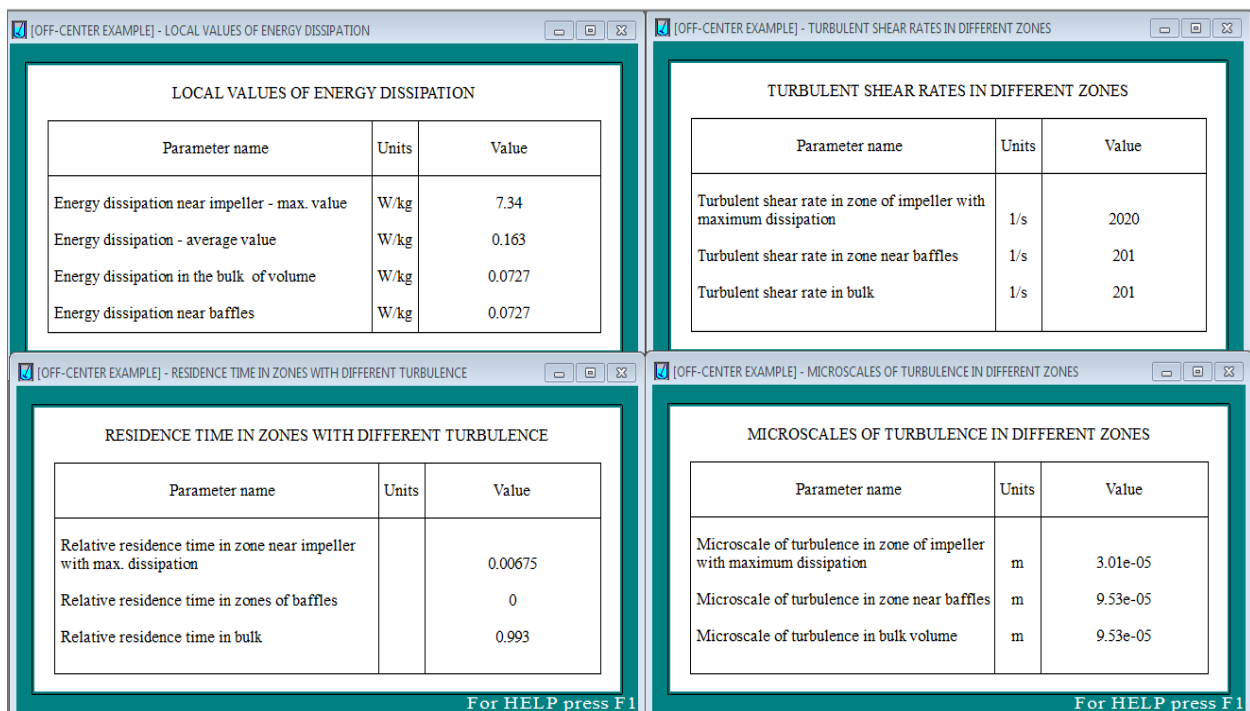 [OFF-CENTER EXAMPLE] - LOCAL VALUES OF ENERGY DISSIPATION
LOCAL VALUES OF ENERGY DISSIPATION
Parameter name Units Value
Energy dissipation near impeller - max. value W/kg 7.34
Energy dissipation - average value W/kg 0.163
Energy dissipation in the bulk of volume W/kg 0.0727
Energy dissipation near baffles W/kg 0.0727
[OFF-CENTER EXAMPLE] - TURBULENT SHEAR RATES IN DIFFERENT ZONES
TURBULENT SHEAR RATES IN DIFFERENT ZONES
Parameter name Units Value
Turbulent shear rate in zone of impeller with
maximum dissipation 1/s 2020
Turbulent shear rate in zone near baffles 1/s 201
Turbulent shear rate in bulk 1/s 201
[OFF-CENTER EXAMPLE] - RESIDENCE TIME IN ZONES WITH DIFFERENT TURBULENCE
RESIDENCE TIME IN ZONES WITH DIFFERENT TURBULENCE
Parameter name Units Value
Relative residence time in zone near impeller
with max. dissipation 0.00675
Relative residence time in zones of baffles 0
Relative residence time in bulk 0.993
For HELP press F1
[OFF-CENTER EXAMPLE] - MICROSCALES OF TURBULENCE IN DIFFERENT ZONES
MICROSCALES OF TURBULENCE IN DIFFERENT ZONES
Parameter name Units Value
Microscale of turbulence in zone of impeller
with maximum dissipation m 3.01e-05
Microscale of turbulence in zone near baffles m 9.53e-05
Microscale of turbulence in bulk volume m 9.53e-05
For HELP press F1